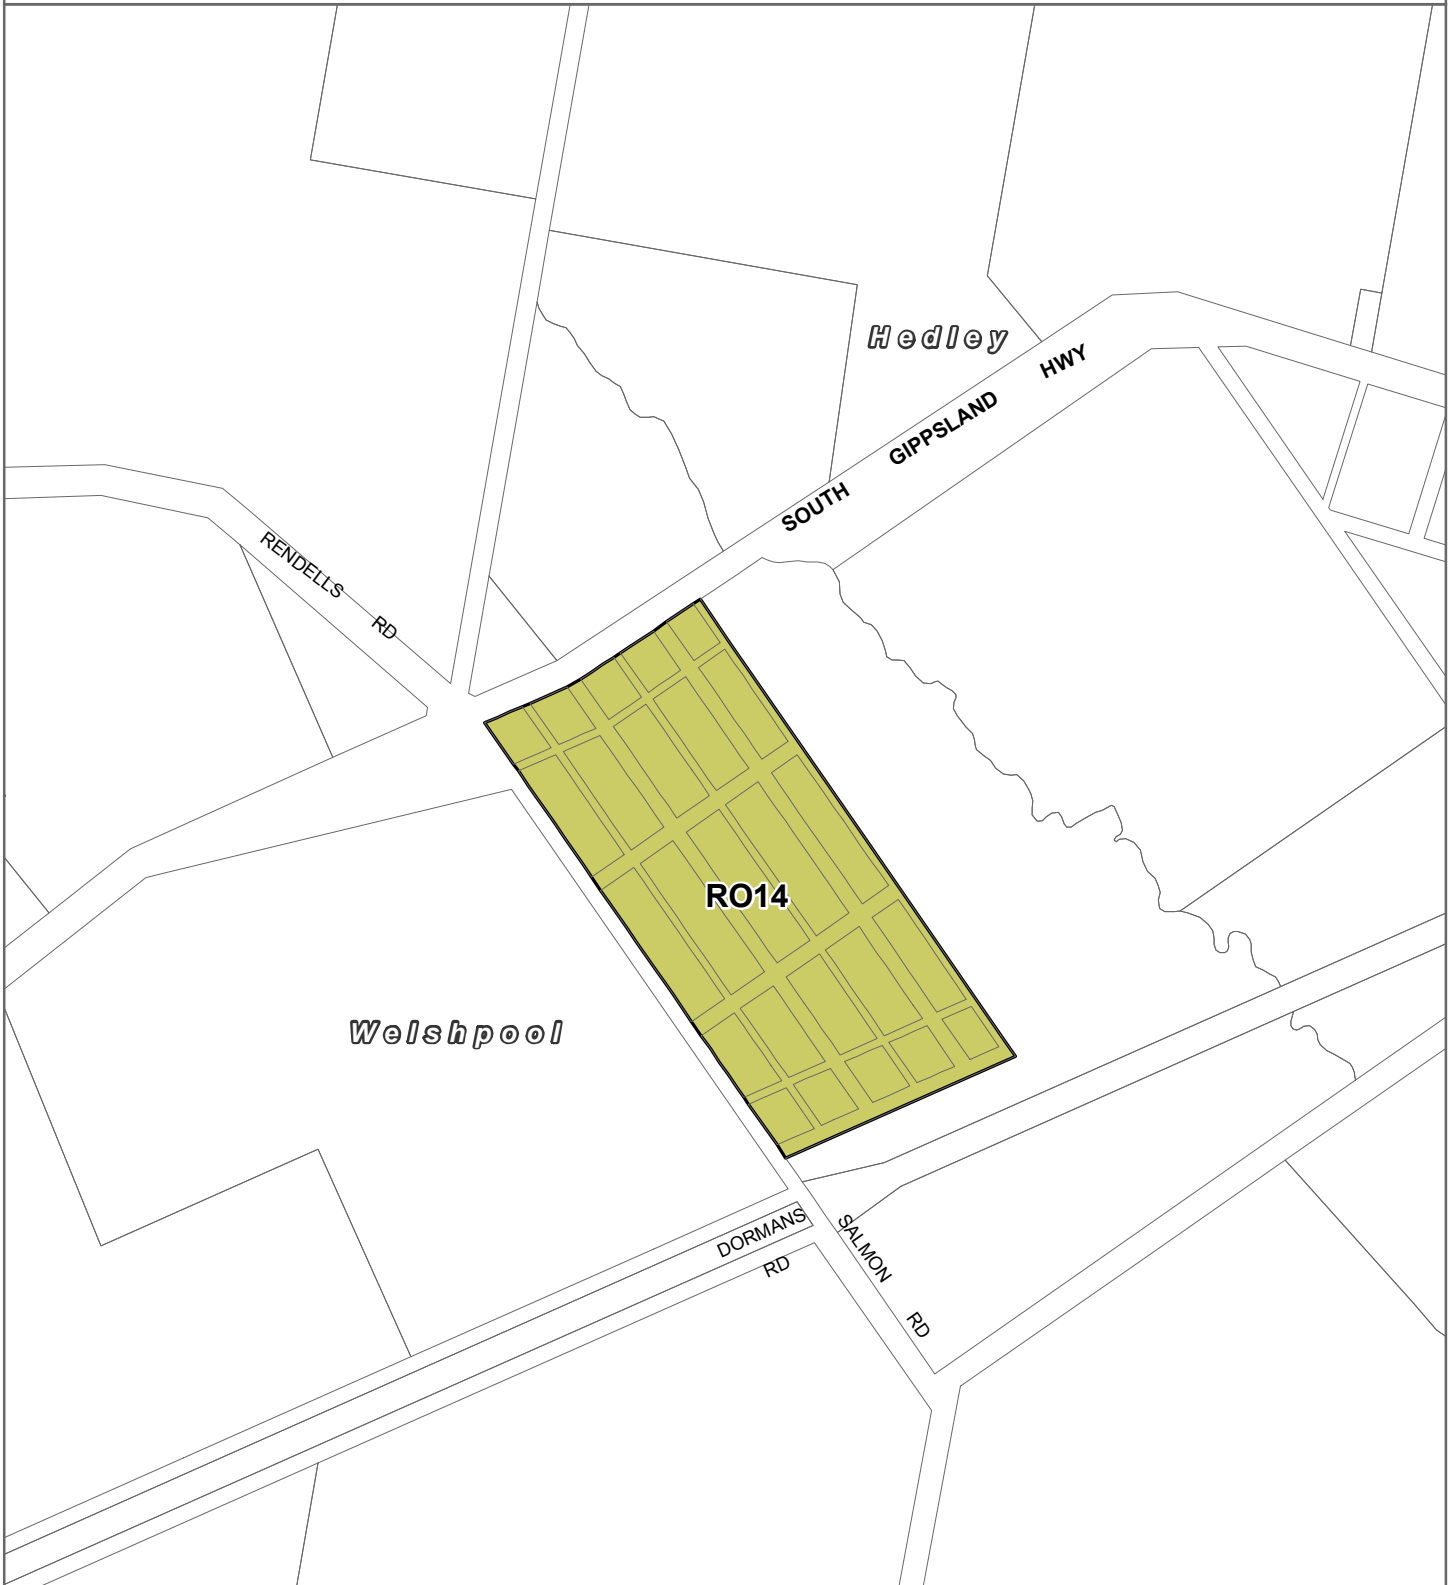 Hedley
SOUTH GIPPSLAND HWY
RENDELLS RD
RO14
Welshpool
DORMANS RD
SALMON RD